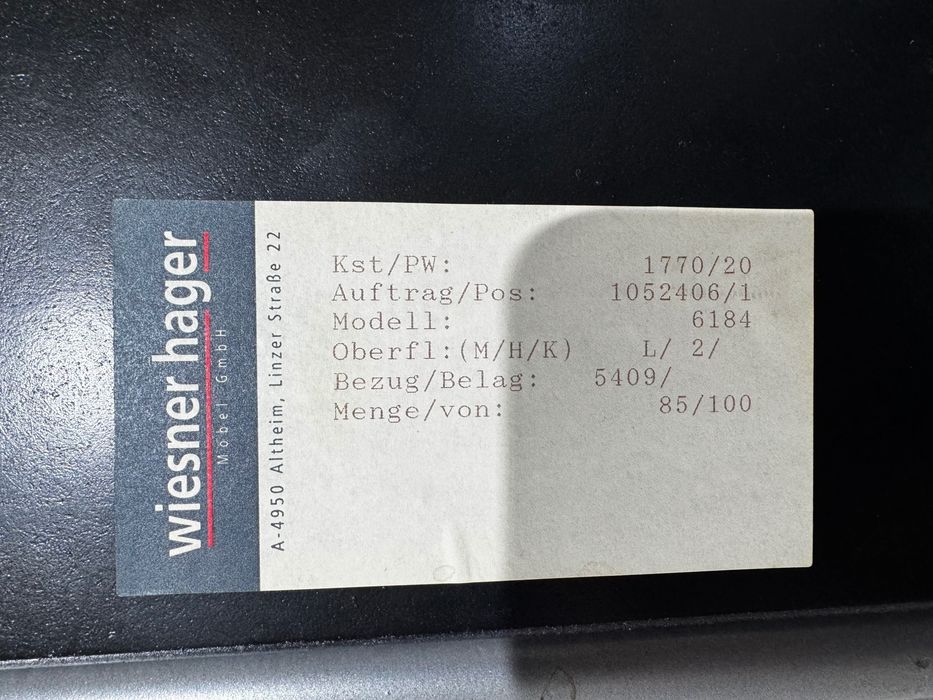 wiesner hager
Möbel GmbH
A-4950 Altheim, Linzer Straße 22
Kst/PW: 1770/20
Auftrag/Pos: 1052406/1
Modell: 6184
Oberfl:(M/H/K) L/ 2/
Bezug/Belag: 5409/
Menge/von: 85/100